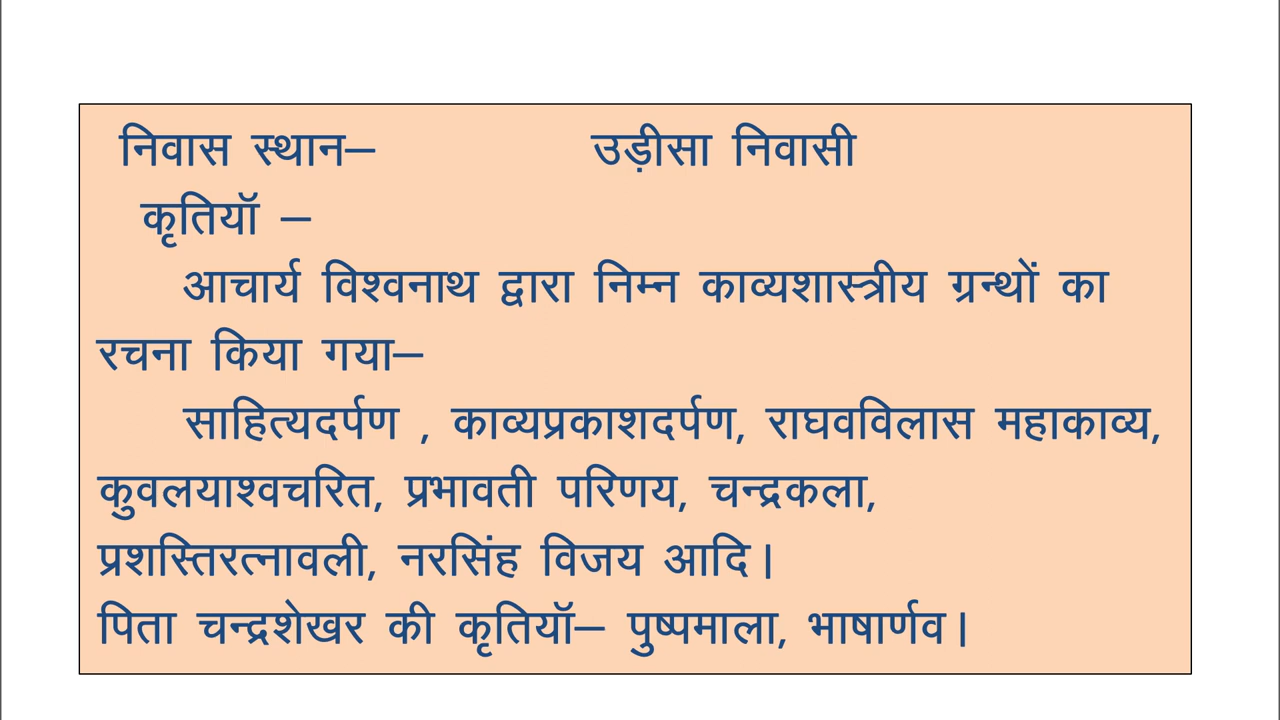 निवास स्थान– उड़ीसा निवासी
कृतियॉ –
आचार्य विश्वनाथ द्वारा निम्न काव्यशास्त्रीय ग्रन्थों का
रचना किया गया–
साहित्यदर्पण , काव्यप्रकाशदर्पण, राघवविलास महाकाव्य,
कुवलयाश्वचरित, प्रभावती परिणय, चन्द्रकला,
प्रशस्तिरत्नावली, नरसिंह विजय आदि।
पिता चन्द्रशेखर की कृतियॉ– पुष्पमाला, भाषार्णव।